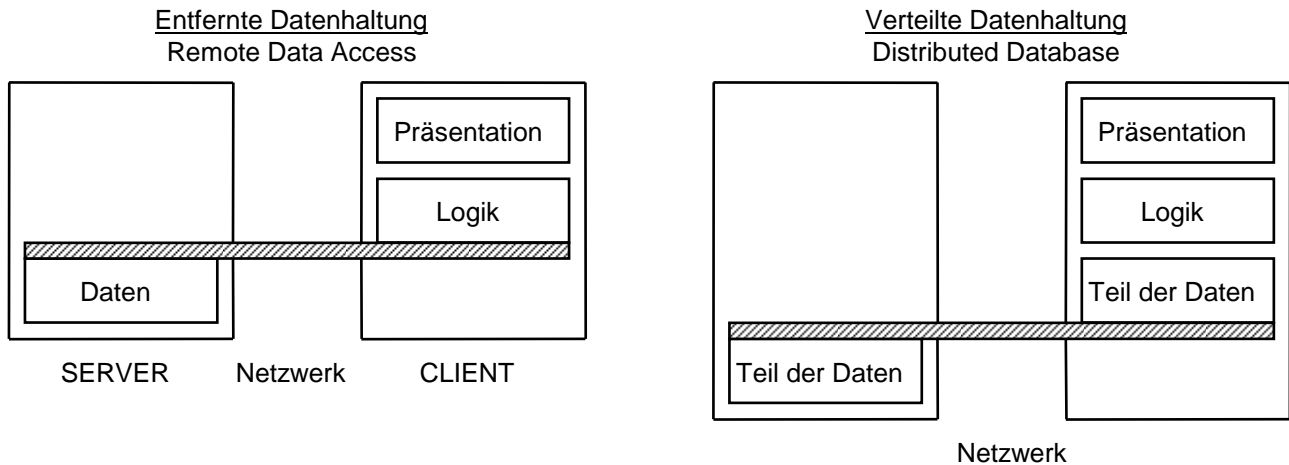 Entfernte Datenhaltung
Remote Data Access
Präsentation
Logik
Daten
SERVER Netzwerk CLIENT
Verteilte Datenhaltung
Distributed Database
Präsentation
Logik
Teil der Daten
Teil der Daten
Netzwerk